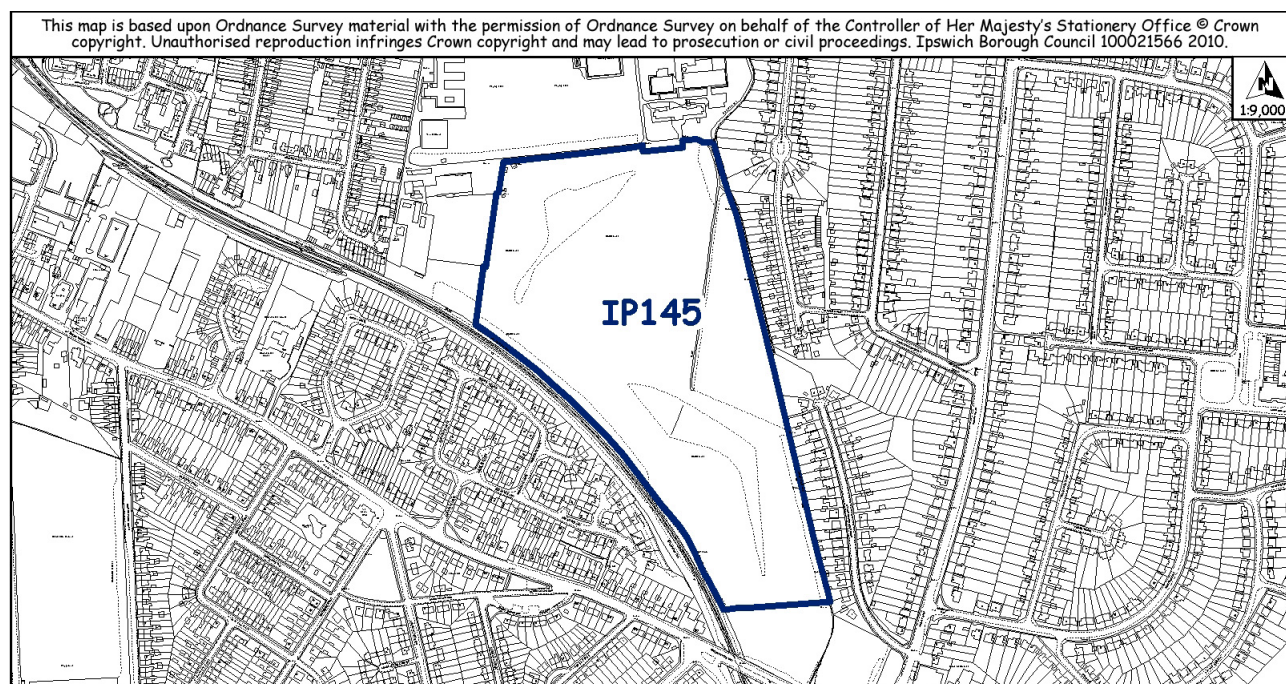 This map is based upon Ordnance Survey material with the permission of Ordnance Survey on behalf of the Controller of Her Majesty's Stationery Office © Crown
copyright. Unauthorised reproduction infringes Crown copyright and may lead to prosecution or civil proceedings. Ipswich Borough Council 100021566 2010.
N
1:9,000
IP145